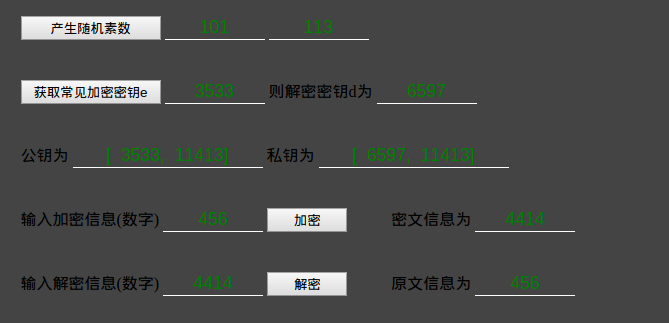 产生随机素数 101 113
获取常见加密密钥e 3533 则解密密钥d为 6597
公钥为 [ 3533, 11413] 私钥为 [ 6597, 11413]
输入加密信息(数字) 456 加密 密文信息为 4414
输入解密信息(数字) 4414 解密 原文信息为 456